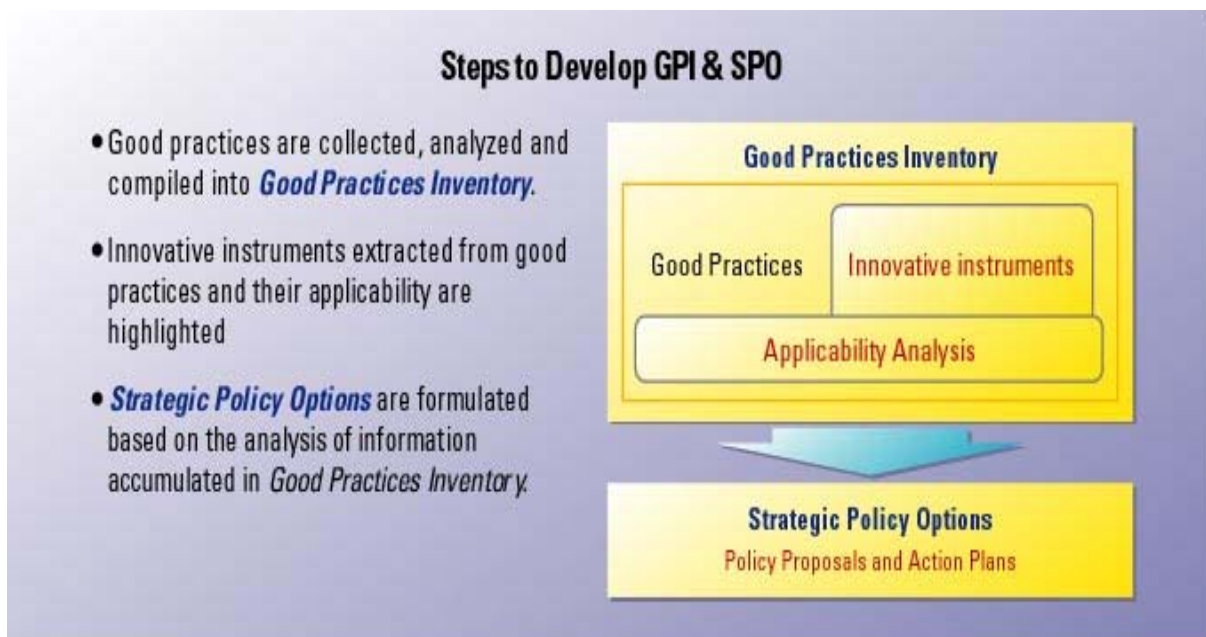 Steps to Develop GPI & SPO
•Good practices are collected, analyzed and
compiled into Good Practices Inventory.
•Innovative instruments extracted from good
practices and their applicability are
highlighted
• Strategic Policy Options are formulated
based on the analysis of information
accumulated in Good Practices Inventory.
Good Practices Inventory
Good Practices
Innovative instruments
Applicability Analysis
Strategic Policy Options
Policy Proposals and Action Plans